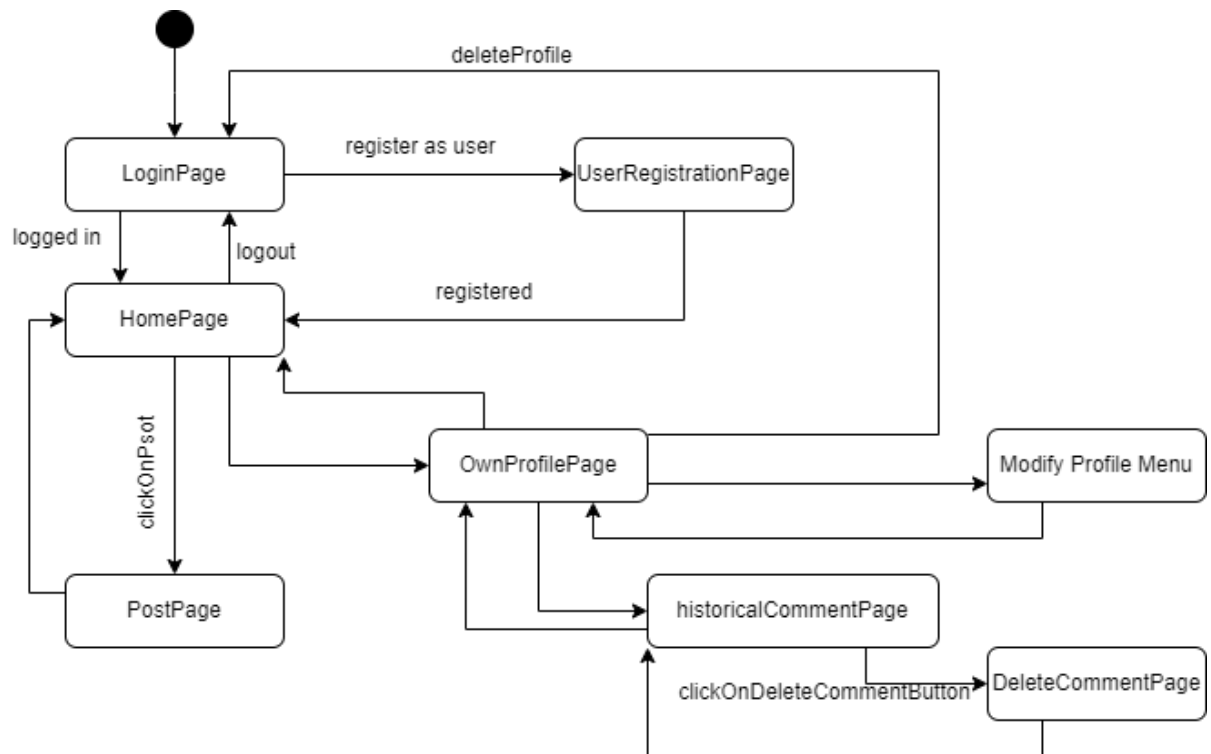 deleteProfile
register as user
LoginPage
UserRegistrationPage
logged in
logout
registered
HomePage
clickOnPsot
OwnProfilePage
Modify Profile Menu
PostPage
historicalCommentPage
clickOnDeleteCommentButton
DeleteCommentPage